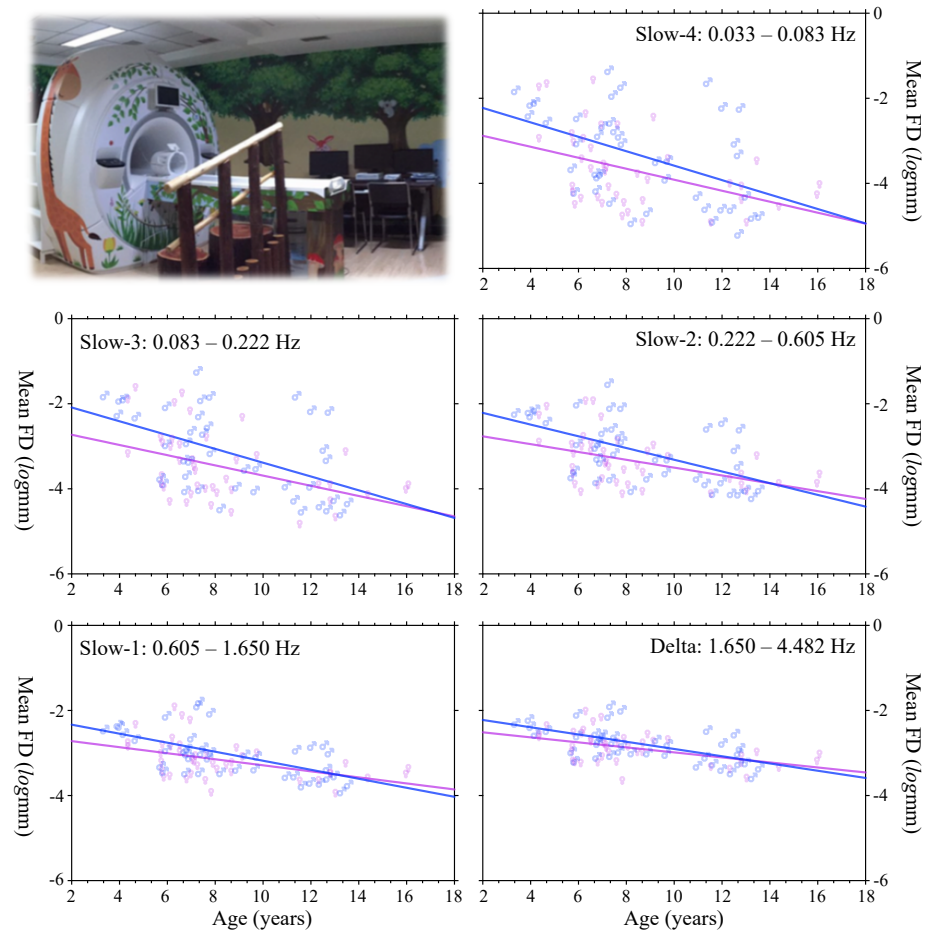 Slow-4: 0.033 – 0.083 Hz
0
-2
-4
-6
Mean FD (logmm)
2 4 6 8 10 12 14 16 18
Slow-3: 0.083 – 0.222 Hz
0
-2
-4
-6
Mean FD (logmm)
2 4 6 8 10 12 14 16 18
Slow-2: 0.222 – 0.605 Hz
0
-2
-4
-6
Mean FD (logmm)
2 4 6 8 10 12 14 16 18
Slow-1: 0.605 – 1.650 Hz
0
-2
-4
-6
Mean FD (logmm)
2 4 6 8 10 12 14 16 18
Age (years)
Delta: 1.650 – 4.482 Hz
0
-2
-4
-6
Mean FD (logmm)
2 4 6 8 10 12 14 16 18
Age (years)